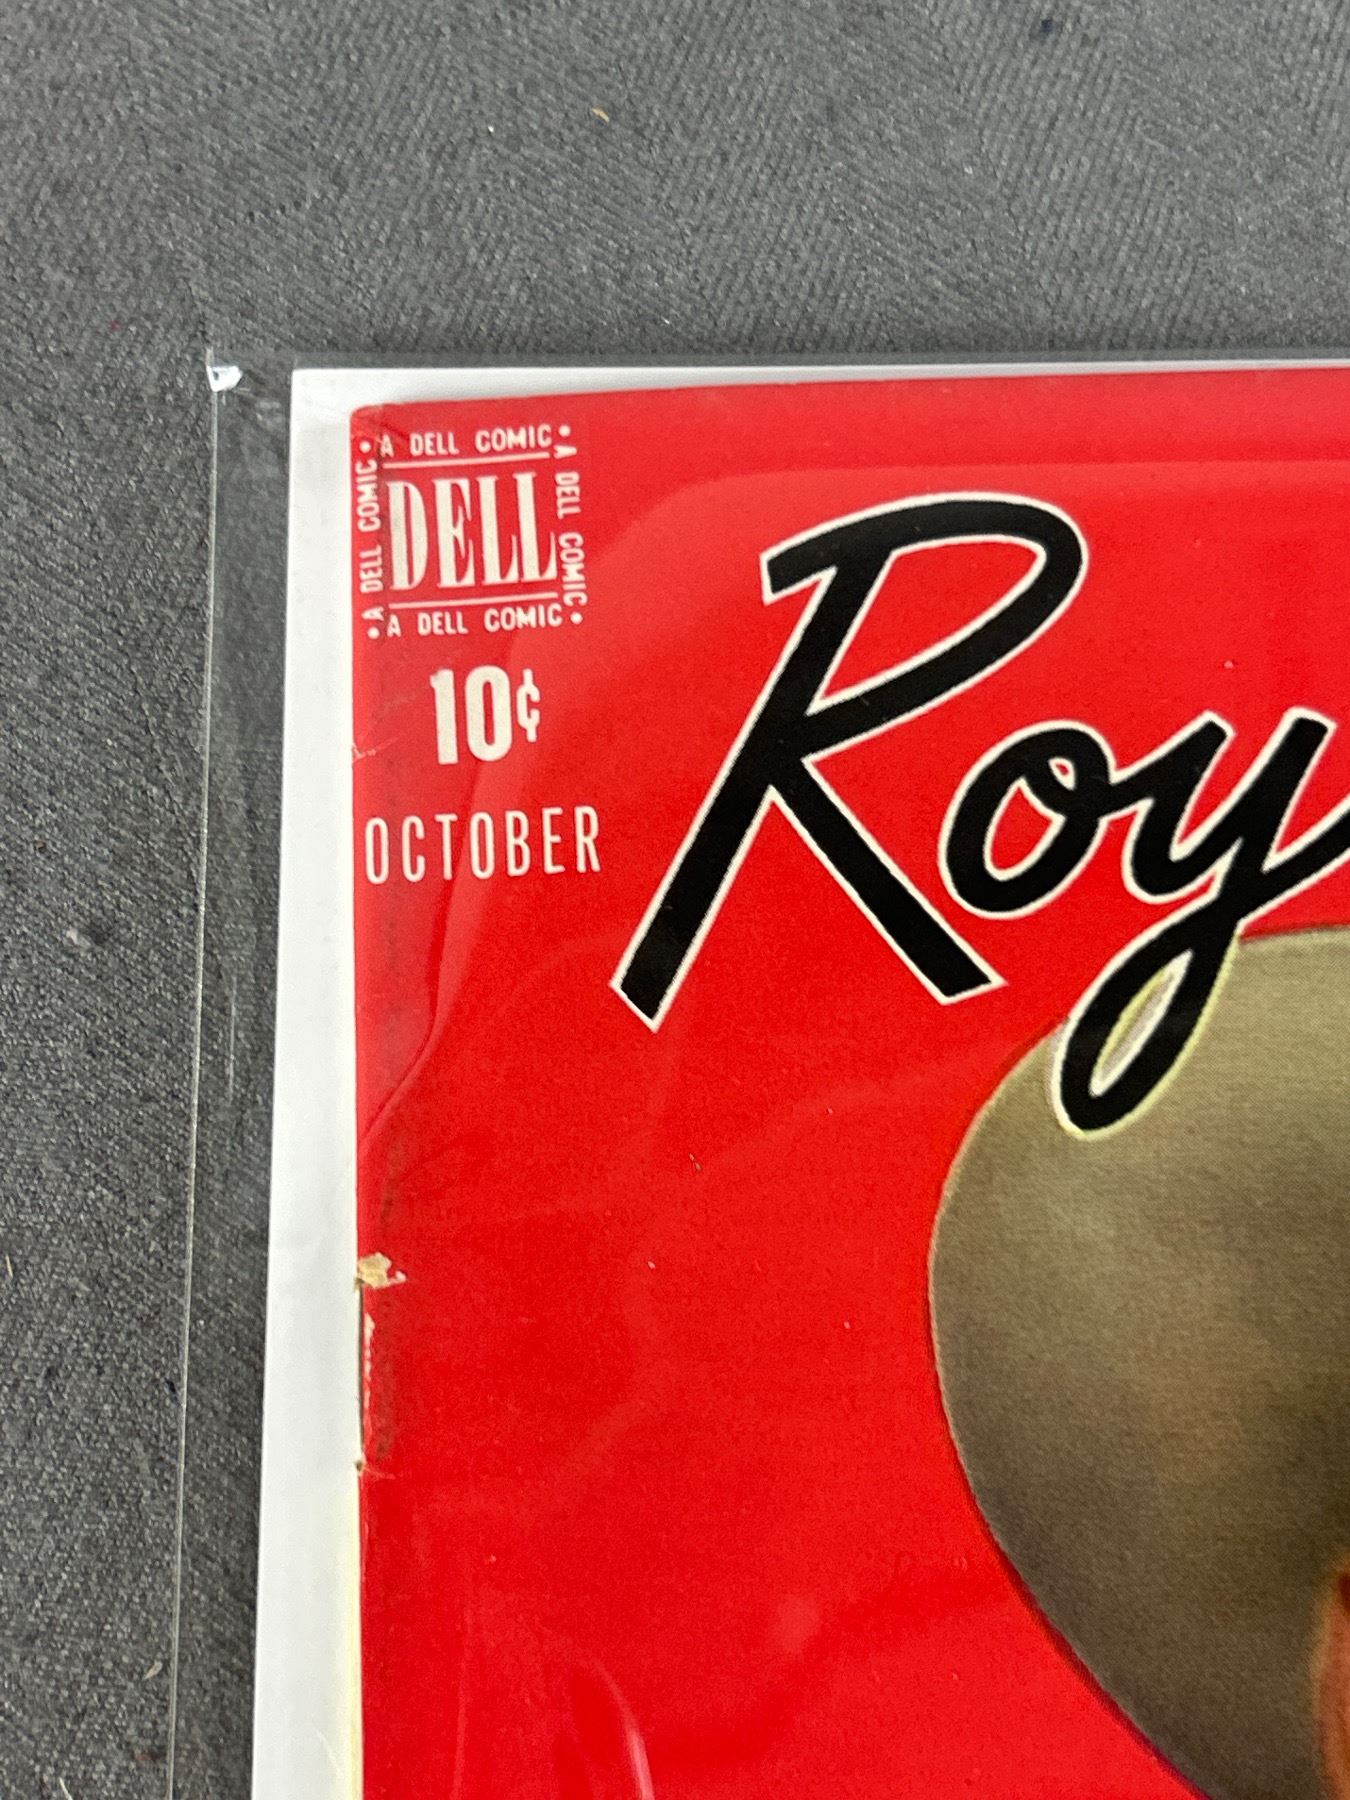 • A DELL COMIC •
• A DELL COMIC •
DELL
A DELL COMIC •
• A DELL COMIC •
10¢
OCTOBER
Roy